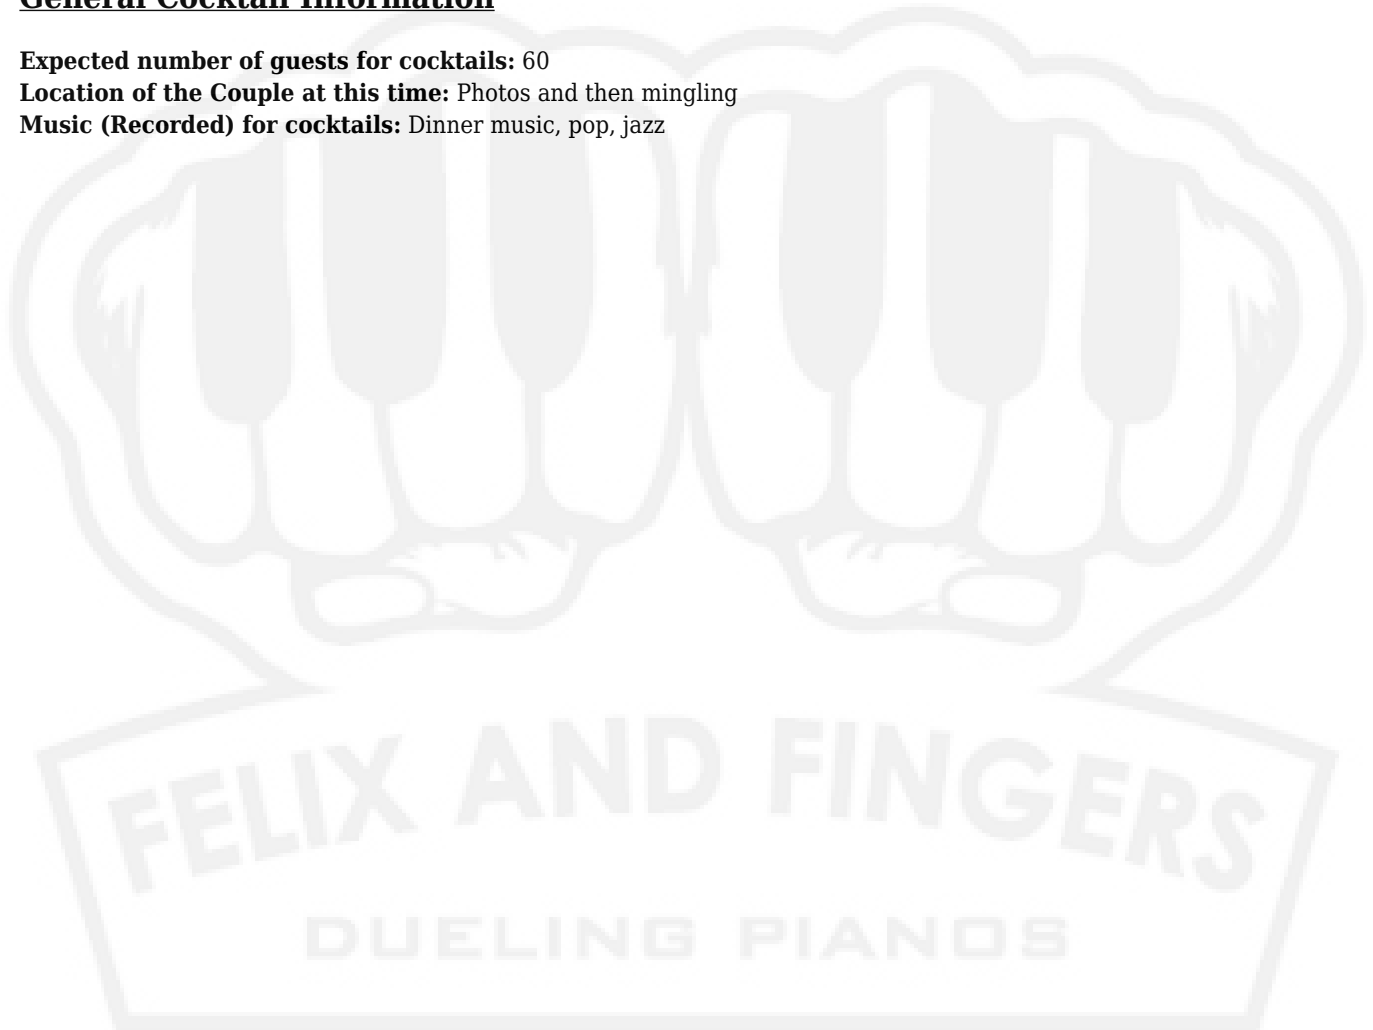 General Cocktail Information
Expected number of guests for cocktails: 60
Location of the Couple at this time: Photos and then mingling
Music (Recorded) for cocktails: Dinner music, pop, jazz
FELIX AND FINGERS
DUELING PIANOS